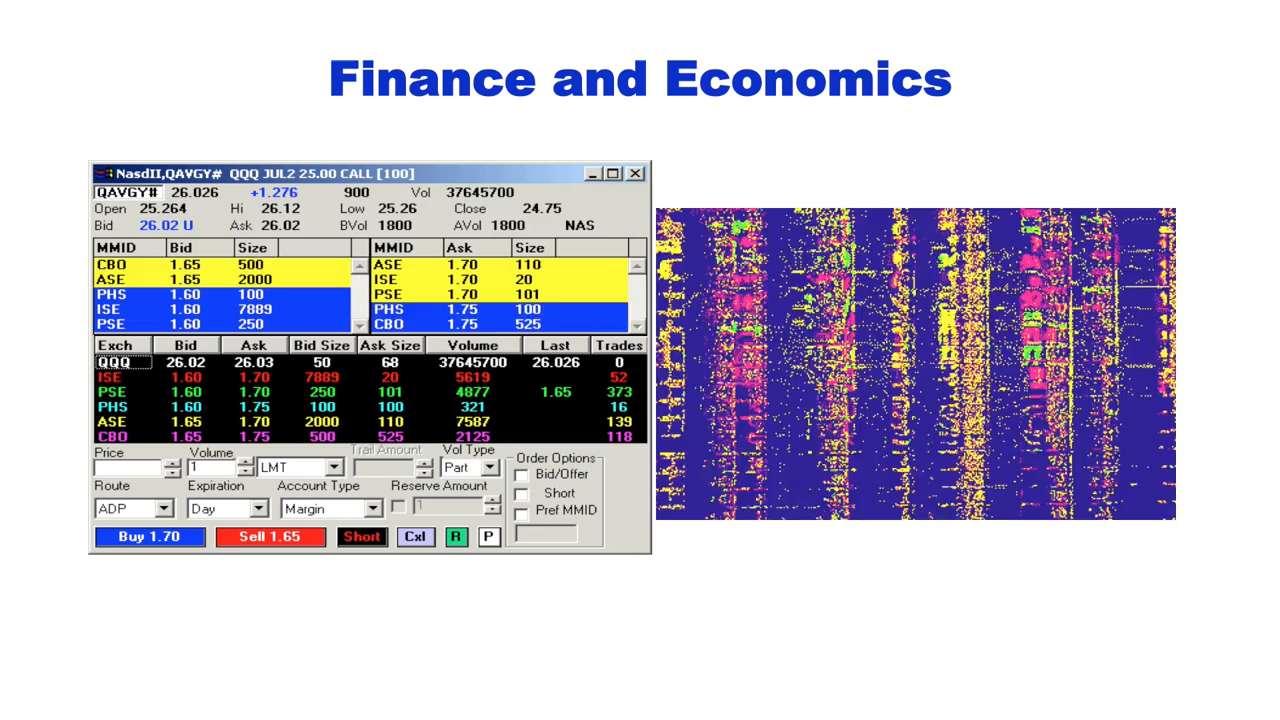 Finance and Economics
NasdII,QAVGY# QQQ JUL2 25.00 CALL [100]
QAVGY# 26.026 +1.276 900 Vol 37645700
Open 25.264 Hi 26.12 Low 25.26 Close 24.75
Bid 26.02 U Ask 26.02 BVol 1800 AVol 1800 NAS
MMID Bid Size MMID Ask Size
CBO 1.65 500 ASE 1.70 110
ASE 1.65 2000 ISE 1.70 20
PHS 1.60 100 PSE 1.70 101
ISE 1.60 7889 PHS 1.75 100
PSE 1.60 250 CBO 1.75 525
Exch Bid Ask Bid Size Ask Size Volume Last Trades
QQQ 26.02 26.03 50 68 37645700 26.026 0
ISE 1.60 1.70 7889 20 5619 52
PSE 1.60 1.70 250 101 4877 1.65 373
PHS 1.60 1.75 100 100 321 16
ASE 1.65 1.70 2000 110 7587 139
CBO 1.65 1.75 500 525 2125 118
Price Volume Trail Amount Vol Type Order Options
1 LMT Part Bid/Offer
Route Expiration Account Type Reserve Amount Short
ADP Day Margin 1 Pref MMID
Buy 1.70 Sell 1.65 Short Cxl R P